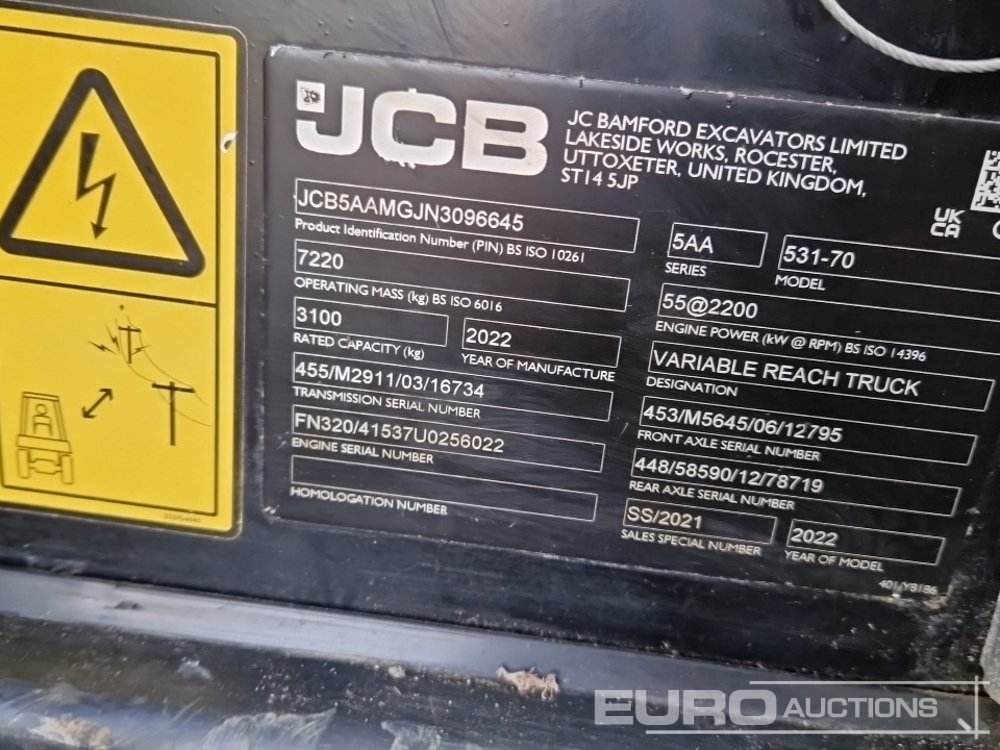 JCB
JC BAMFORD EXCAVATORS LIMITED
LAKESIDE WORKS, ROCESTER,
UTTOXETER, UNITED KINGDOM,
ST14 5JP
UK
CA
JCB5AAMGJN3096645
Product Identification Number (PIN) BS ISO 10261
5AA
SERIES
531-70
MODEL
7220
OPERATING MASS (kg) BS ISO 6016
55@2200
ENGINE POWER (kW @ RPM) BS ISO 14396
3100
RATED CAPACITY (kg)
2022
YEAR OF MANUFACTURE
VARIABLE REACH TRUCK
DESIGNATION
455/M2911/03/16734
TRANSMISSION SERIAL NUMBER
453/M5645/06/12795
FRONT AXLE SERIAL NUMBER
FN320/41537U0256022
ENGINE SERIAL NUMBER
448/58590/12/78719
REAR AXLE SERIAL NUMBER
HOMOLOGATION NUMBER
SS/2021
SALES SPECIAL NUMBER
2022
YEAR OF MODEL
401/Y8186
EURO AUCTIONS